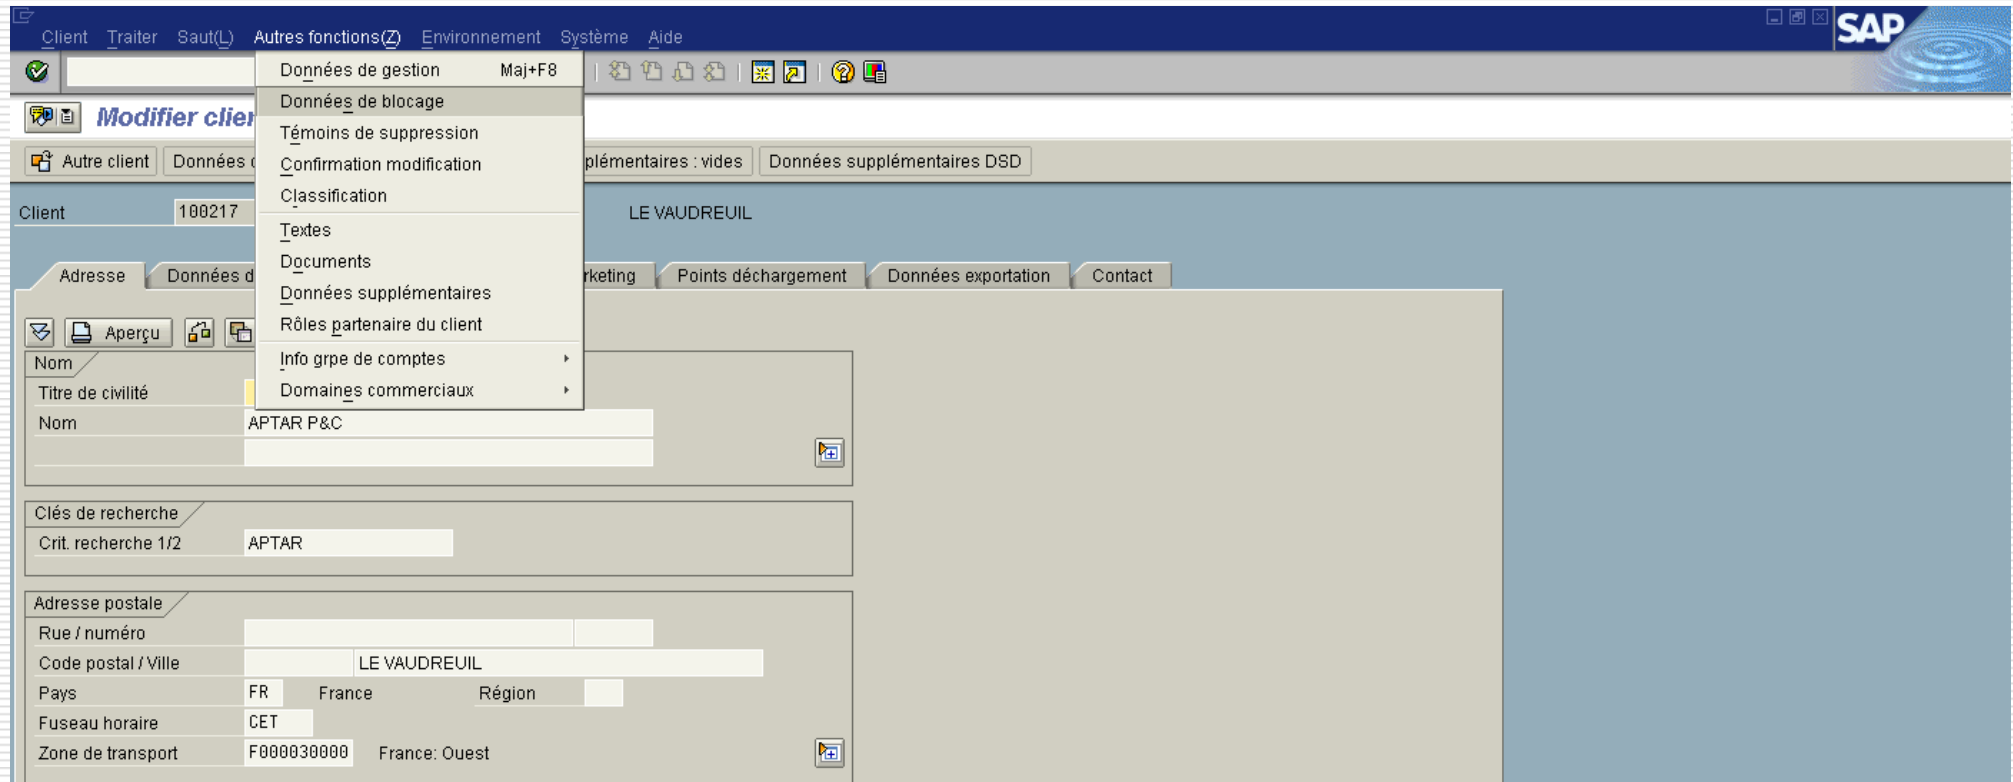 Client Traiter Saut(L) Autres fonctions(Z) Environnement Système Aide
SAP
Données de gestion Maj+F8
Données de blocage
Témoins de suppression
Confirmation modification
Classification
Textes
Documents
Données supplémentaires
Rôles partenaire du client
Info grpe de comptes
Domaines commerciaux
Modifier clier
Autre client Données plémentaires : vides Données supplémentaires DSD
Client 100217 LE VAUDREUIL
Adresse Données d rketing Points déchargement Données exportation Contact
Aperçu
Nom
Titre de civilité
Nom APTAR P&C
Clés de recherche
Crit. recherche 1/2 APTAR
Adresse postale
Rue / numéro
Code postal / Ville LE VAUDREUIL
Pays FR France Région
Fuseau horaire CET
Zone de transport F000030000 France: Ouest